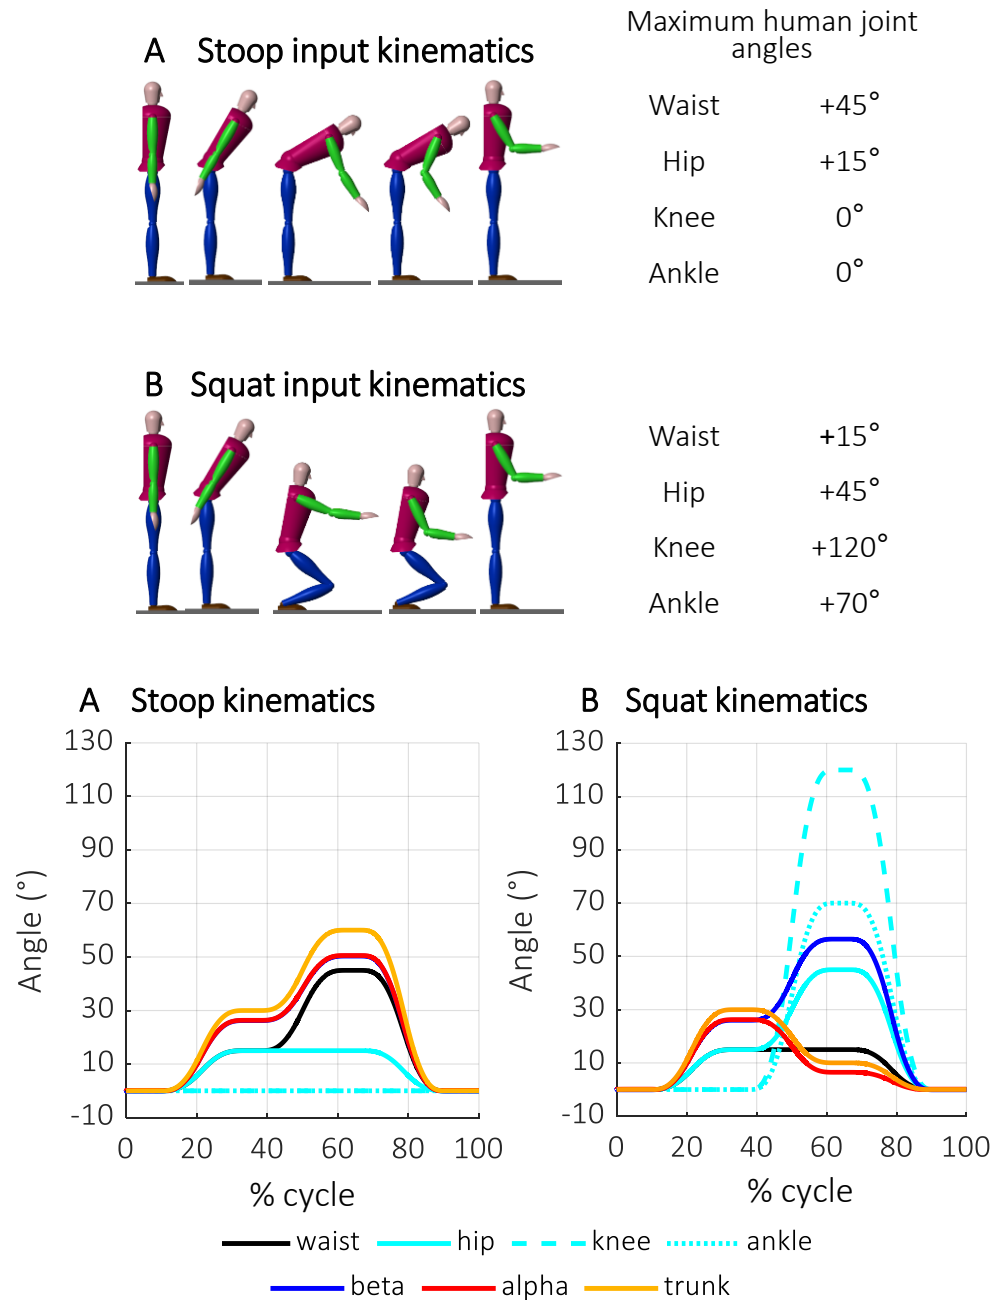 A Stoop input kinematics
Maximum human joint
angles
Waist +45°
Hip +15°
Knee 0°
Ankle 0°
B Squat input kinematics
Waist +15°
Hip +45°
Knee +120°
Ankle +70°
A Stoop kinematics
130
110
90
70
50
30
10
-10
Angle (°)
0 20 40 60 80 100
% cycle
B Squat kinematics
130
110
90
70
50
30
10
-10
Angle (°)
0 20 40 60 80 100
% cycle
waist hip knee ankle
beta alpha trunk